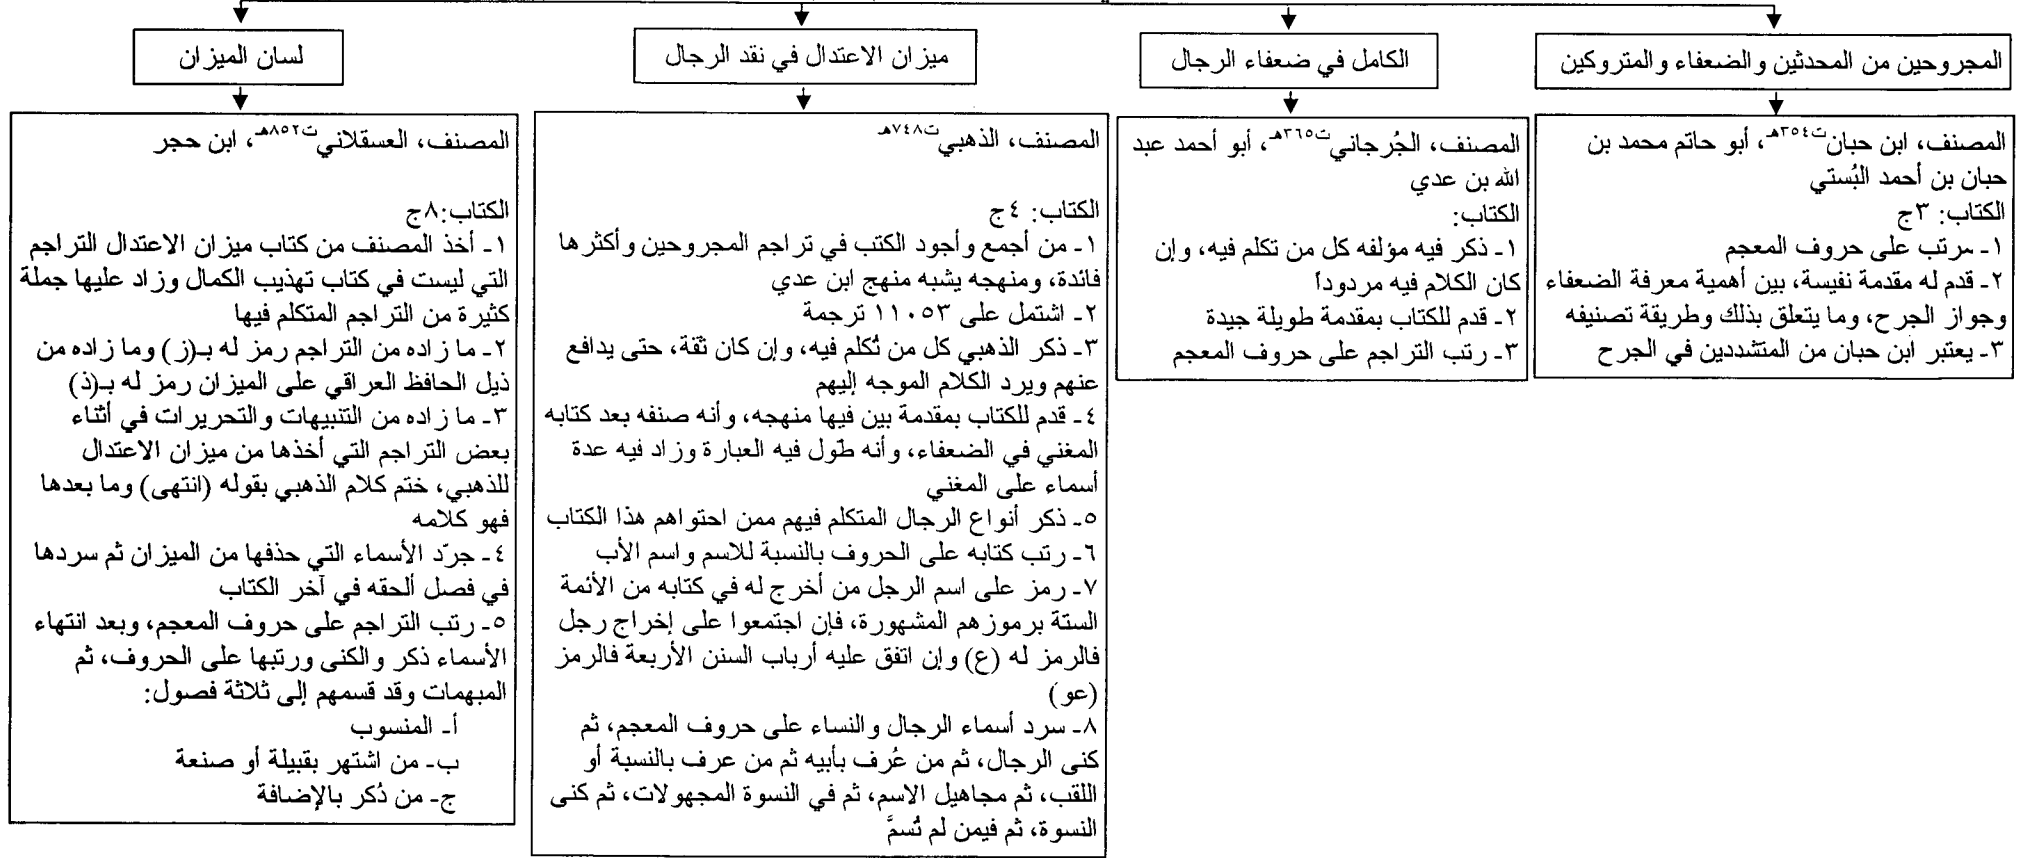 المجروحين من المحدثين والضعفاء والمتروكين
المصنف، ابن حبان ت٣٥٤هـ، أبو حاتم محمد بن
حبان بن أحمد البُستي
الكتاب: ٣ج
١- مرتب على حروف المعجم
٢- قدم له مقدمة نفيسة، بين أهمية معرفة الضعفاء
وجواز الجرح، وما يتعلق بذلك وطريقة تصنيفه
٣- يعتبر ابن حبان من المتشددين في الجرح
الكامل في ضعفاء الرجال
المصنف، الجُرجاني ت٣٦٥هـ، أبو أحمد عبد
الله بن عدي
الكتاب:
١- ذكر فيه مؤلفه كل من تكلم فيه، وإن
كان الكلام فيه مردوداً
٢- قدم للكتاب بمقدمة طويلة جيدة
٣- رتب التراجم على حروف المعجم
ميزان الاعتدال في نقد الرجال
المصنف، الذهبي ت٧٤٨هـ
الكتاب: ٤ج
١- من أجمع وأجود الكتب في تراجم المجروحين وأكثرها
فائدة، ومنهجه يشبه منهج ابن عدي
٢- اشتمل على ١١٠٥٣ ترجمة
٣- ذكر الذهبي كل من تُكلم فيه، وإن كان ثقة، حتى يدافع
عنهم ويرد الكلام الموجه إليهم
٤- قدم للكتاب بمقدمة بين فيها منهجه، وأنه صنفه بعد كتابه
المغني في الضعفاء، وأنه طوّل فيه العبارة وزاد فيه عدة
أسماء على المغني
٥- ذكر أنواع الرجال المتكلم فيهم ممن احتواهم هذا الكتاب
٦- رتب كتابه على الحروف بالنسبة للاسم واسم الأب
٧- رمز على اسم الرجل من أخرج له في كتابه من الأئمة
الستة برموزهم المشهورة، فإن اجتمعوا على إخراج رجل
فالرمز له (ع) وإن اتفق عليه أرباب السنن الأربعة فالرمز
(عو)
٨- سرد أسماء الرجال والنساء على حروف المعجم، ثم
كنى الرجال، ثم من عُرف بأبيه ثم من عرف بالنسبة أو
اللقب، ثم مجاهيل الاسم، ثم في النسوة المجهولات، ثم كنى
النسوة، ثم فيمن لم تُسمَّ
لسان الميزان
المصنف، العسقلاني ت٨٥٢هـ، ابن حجر
الكتاب:٨ج
١- أخذ المصنف من كتاب ميزان الاعتدال التراجم
التي ليست في كتاب تهذيب الكمال وزاد عليها جملة
كثيرة من التراجم المتكلم فيها
٢- ما زاده من التراجم رمز له بـ(ز) وما زاده من
ذيل الحافظ العراقي على الميزان رمز له بـ(ذ)
٣- ما زاده من التنبيهات والتحريرات في أثناء
بعض التراجم التي أخذها من ميزان الاعتدال
للذهبي، ختم كلام الذهبي بقوله (انتهى) وما بعدها
فهو كلامه
٤- جرّد الأسماء التي حذفها من الميزان ثم سردها
في فصل ألحقه في آخر الكتاب
٥- رتب التراجم على حروف المعجم، وبعد انتهاء
الأسماء ذكر والكنى ورتبها على الحروف، ثم
المبهمات وقد قسمهم إلى ثلاثة فصول:
أ- المنسوب
ب- من اشتهر بقبيلة أو صنعة
ج- من ذُكر بالإضافة